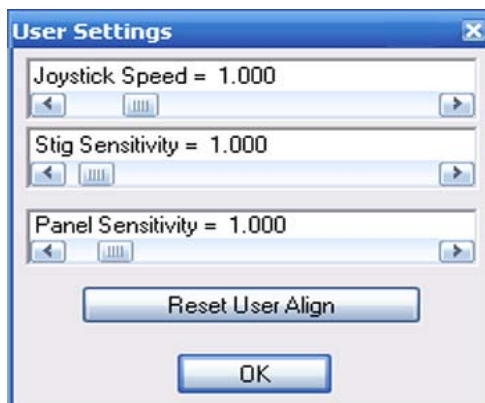 User Settings
Joystick Speed = 1.000
Stig Sensitivity = 1.000
Panel Sensitivity = 1.000
Reset User Align
OK